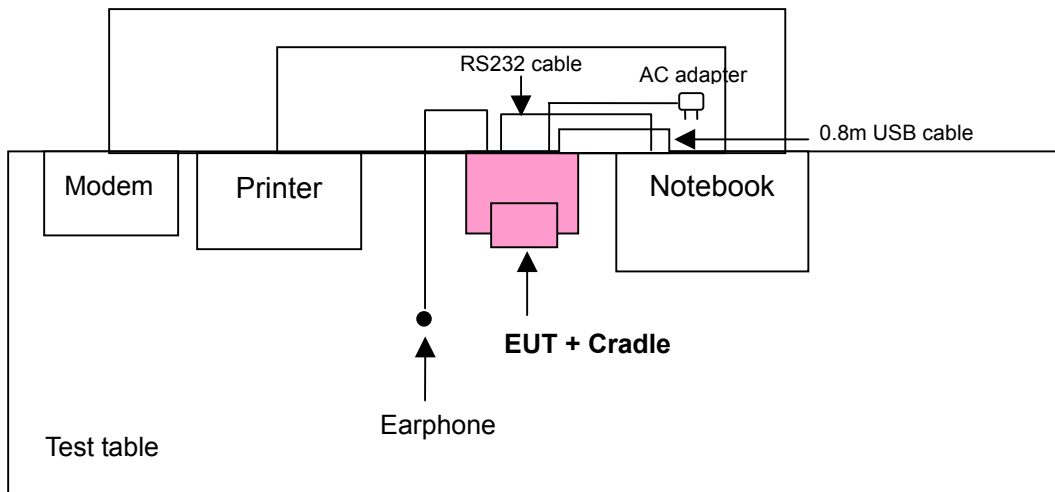 RS232 cable
AC adapter
0.8m USB cable
Modem
Printer
Notebook
EUT + Cradle
Earphone
Test table